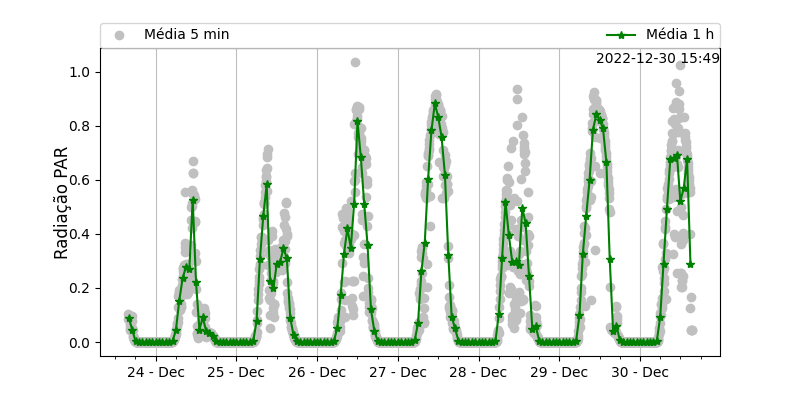 Média 5 min
Média 1 h
2022-12-30 15:49
Radiação PAR
1.0
0.8
0.6
0.4
0.2
0.0
24 - Dec
25 - Dec
26 - Dec
27 - Dec
28 - Dec
29 - Dec
30 - Dec